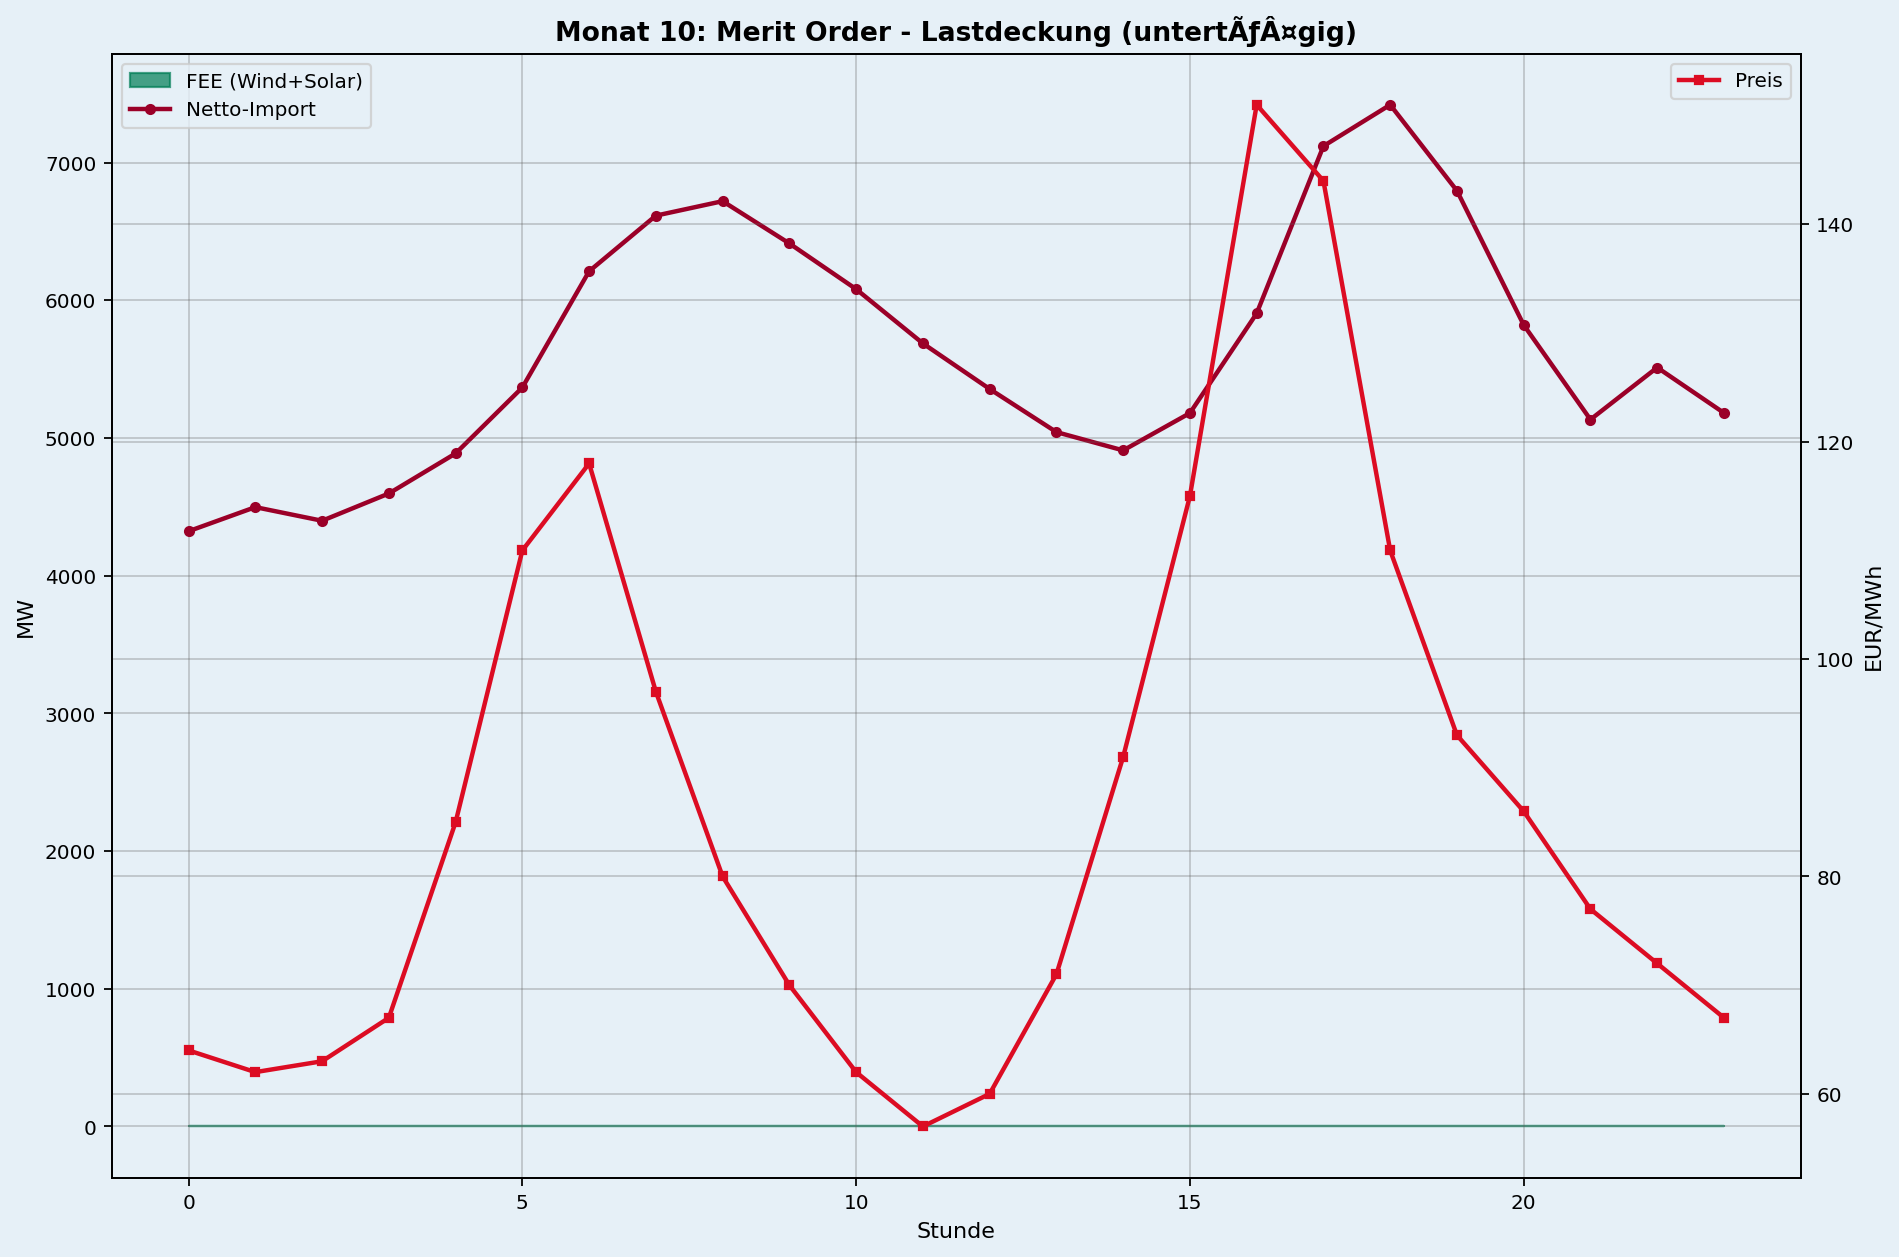 Monat 10: Merit Order - Lastdeckung (untertÃƒÂ¤gig)
FEE (Wind+Solar)
Netto-Import
Preis
7000
6000
5000
4000
3000
2000
1000
0
MW
140
120
100
80
60
EUR/MWh
0
5
10
15
20
Stunde